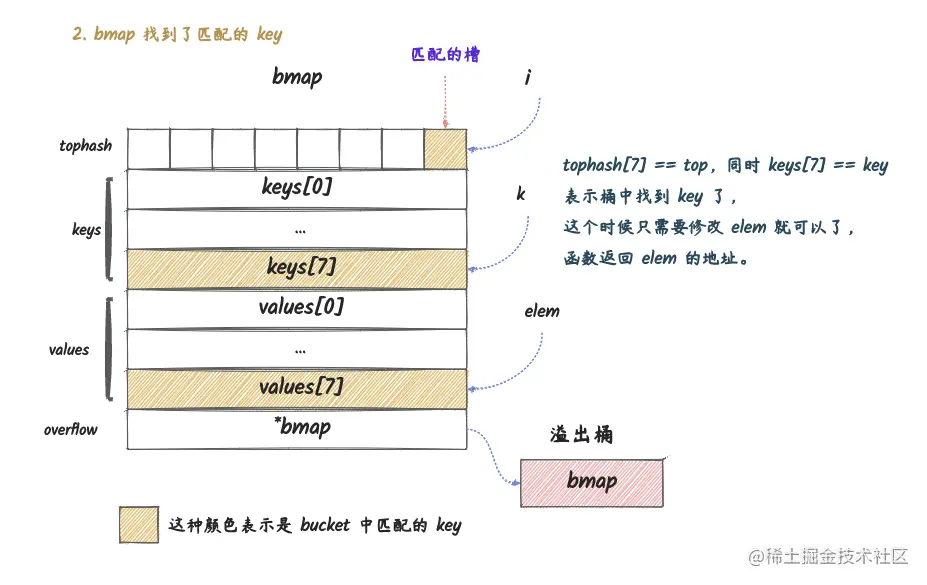 2. bmap 找到了匹配的 key
匹配的槽
bmap
i
tophash
keys[0]
k
tophash[7] == top，同时 keys[7] == key
表示桶中找到 key 了，
这个时候只需要修改 elem 就可以了，
函数返回 elem 的地址。
keys
...
keys[7]
values[0]
elem
values
...
values[7]
overflow
*bmap
溢出桶
bmap
这种颜色表示是 bucket 中匹配的 key
@稀土掘金技术社区